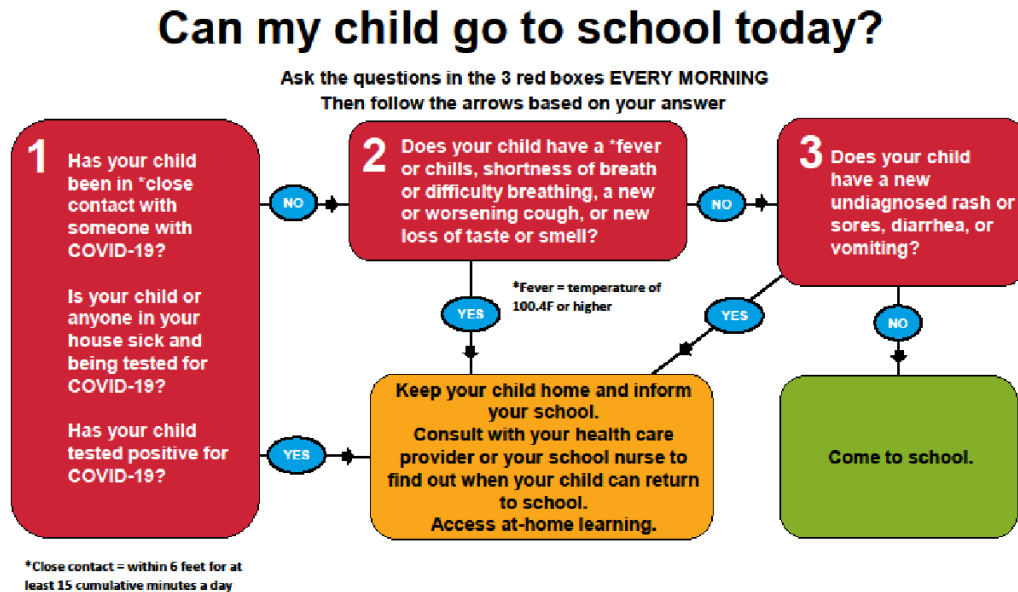 Can my child go to school today?
Ask the questions in the 3 red boxes EVERY MORNING
Then follow the arrows based on your answer
1
Has your child
been in *close
contact with
someone with
COVID-19?
Is your child or
anyone in your
house sick and
being tested for
COVID-19?
Has your child
tested positive for
COVID-19?
NO
2
Does your child have a *fever
or chills, shortness of breath
or difficulty breathing, a new
or worsening cough, or new
loss of taste or smell?
NO
3
Does your child
have a new
undiagnosed rash or
sores, diarrhea, or
vomiting?
*Fever = temperature of
100.4F or higher
YES
YES
NO
YES
Keep your child home and inform
your school.
Consult with your health care
provider or your school nurse to
find out when your child can return
to school.
Access at-home learning.
Come to school.
*Close contact = within 6 feet for at
least 15 cumulative minutes a day